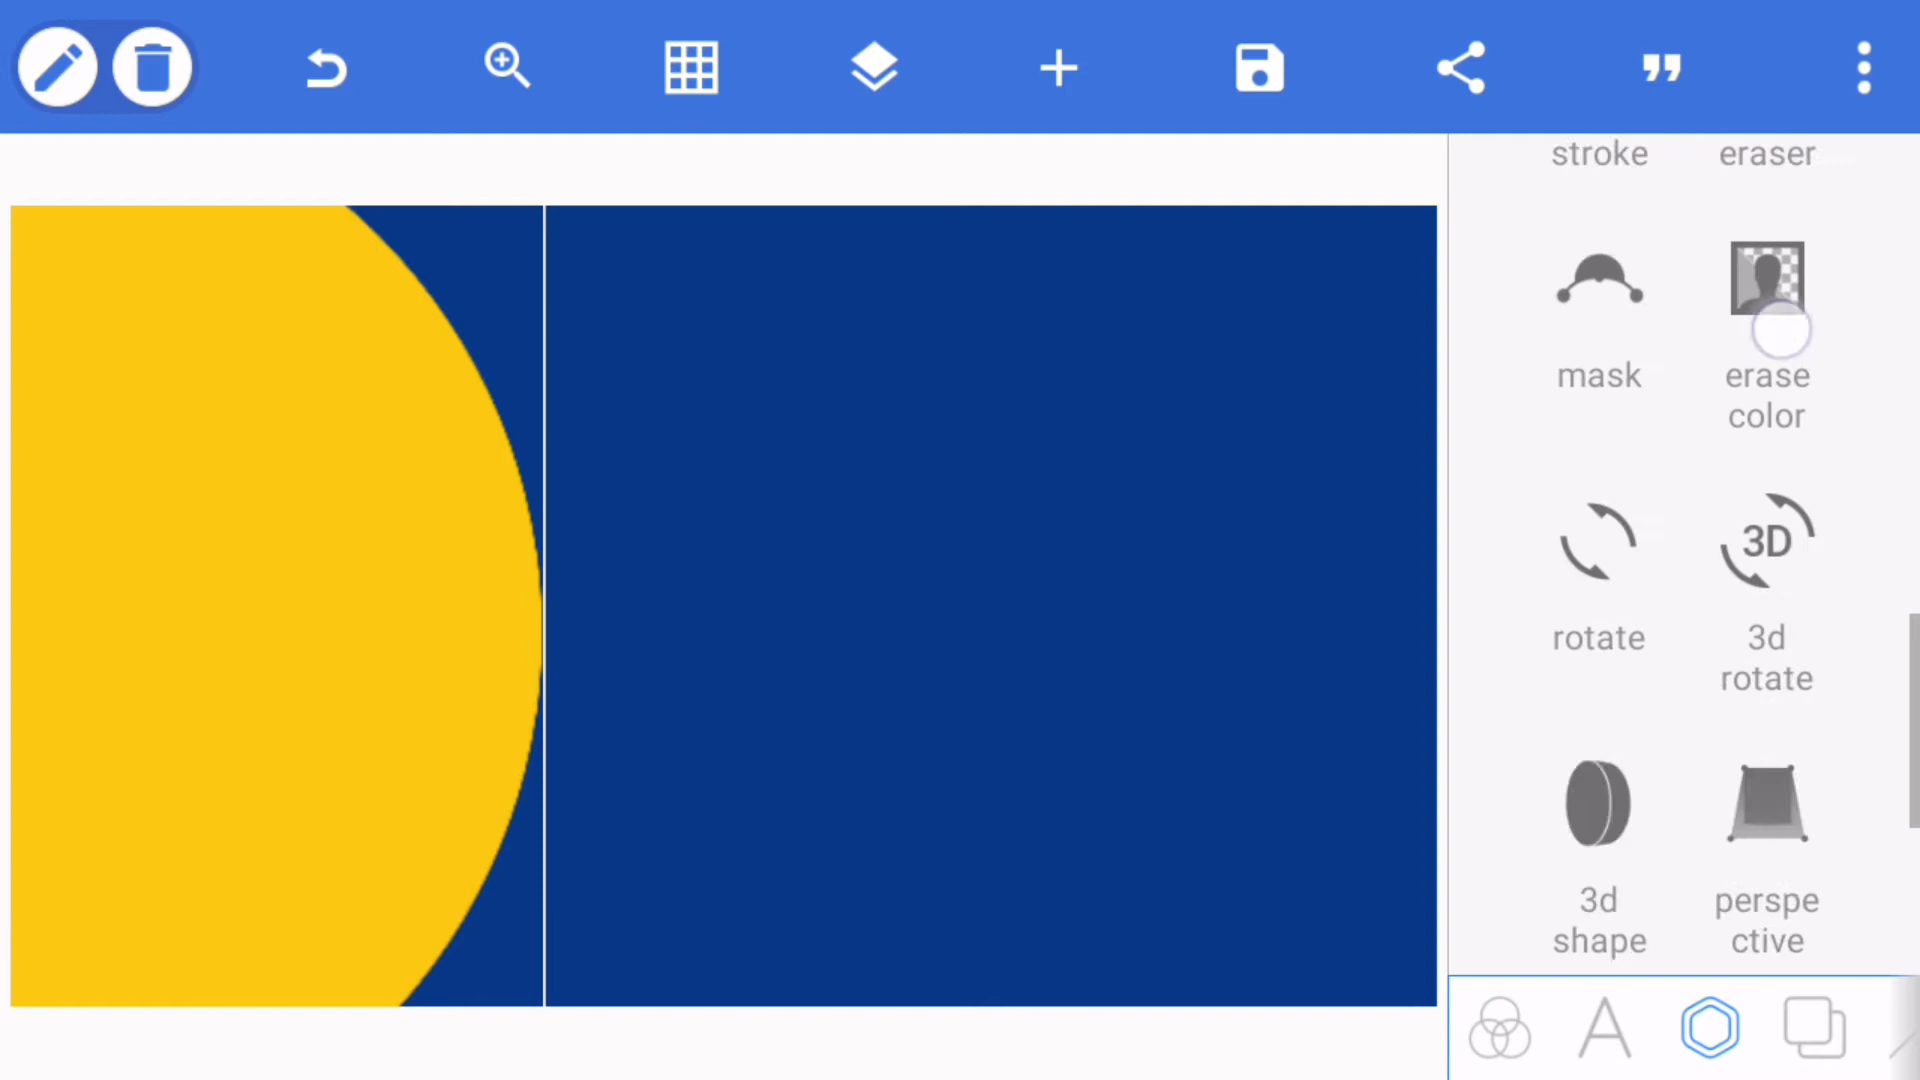 stroke eraser
mask erase
color
rotate 3D 3d
rotate
3d perspe
shape ctive